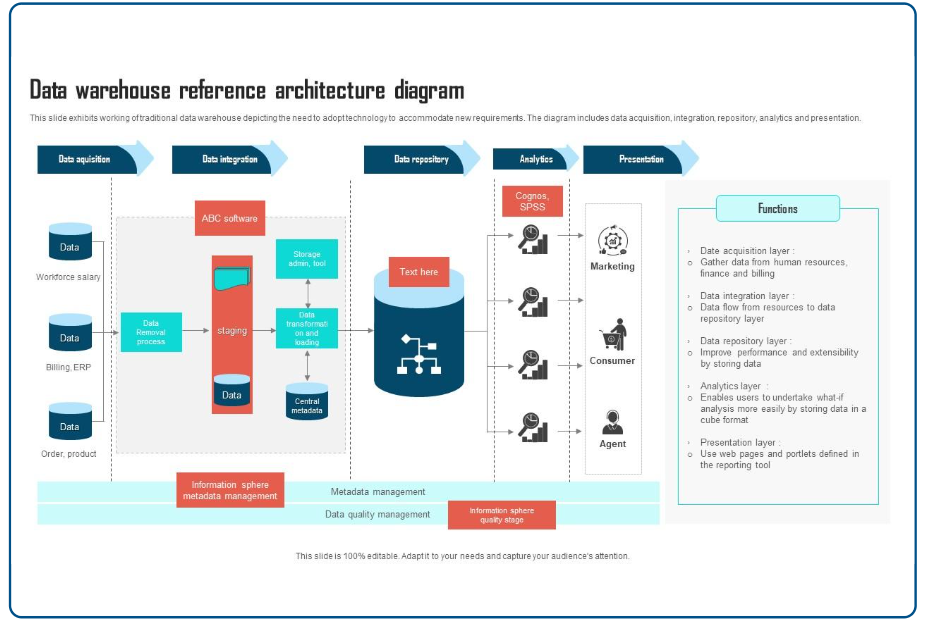 Data warehouse reference architecture diagram
This slide exhibits working of traditional data warehouse depicting the need to adopt technology to accommodate new requirements. The diagram includes data acquisition, integration, repository, analytics and presentation.
Data aquisition
Data integration
Data repository
Analytics
Presentation
Data
Workforce salary
Data
Billing, ERP
Data
Order, product
ABC software
Data
Removal
process
staging
Data
Storage
admin, tool
Data
transformati
on and
loading
Central
metadata
Text here
Cognos,
SPSS
Marketing
Consumer
Agent
Functions
Date acquisition layer :
Gather data from human resources,
finance and billing
Data integration layer :
Data flow from resources to data
repository layer
Data repository layer :
Improve performance and extensibility
by storing data
Analytics layer :
Enables users to undertake what-if
analysis more easily by storing data in a
cube format
Presentation layer :
Use web pages and portlets defined in
the reporting tool
Information sphere
metadata management
Metadata management
Data quality management
Information sphere
quality stage
This slide is 100% editable. Adapt it to your needs and capture your audience's attention.